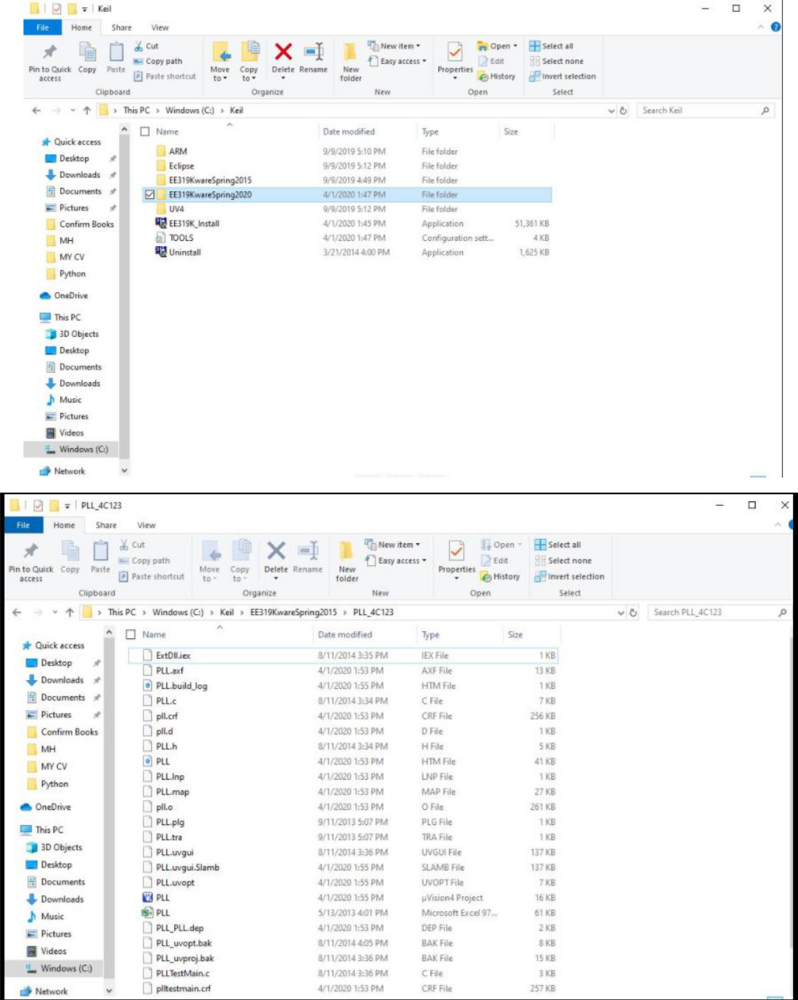 Keil
File Home Share View
Pin to Quick access
Copy
Paste
Cut
Copy path
Paste shortcut
Move to
Copy to
Delete
Rename
New folder
New item
Easy access
Properties
Open
Edit
History
Select all
Select none
Invert selection
Clipboard Organize New Open Select
This PC > Windows (C:) > Keil
Search Keil
Quick access
Desktop
Downloads
Documents
Pictures
Confirm Books
MH
MY CV
Python
OneDrive
This PC
3D Objects
Desktop
Documents
Downloads
Music
Pictures
Videos
Windows (C:)
Network
Name Date modified Type Size
ARM 9/9/2019 5:10 PM File folder
Eclipse 9/9/2019 5:12 PM File folder
EE319KwareSpring2015 9/9/2019 4:49 PM File folder
EE319KwareSpring2020 4/1/2020 1:47 PM File folder
UV4 9/9/2019 5:12 PM File folder
EE319K_Install 4/1/2020 1:45 PM Application 51,361 KB
TOOLS 4/1/2020 1:47 PM Configuration sett... 4 KB
Uninstall 3/21/2014 4:00 PM Application 1,625 KB
PLL_4C123
File Home Share View
Pin to Quick access
Copy
Paste
Cut
Copy path
Paste shortcut
Move to
Copy to
Delete
Rename
New folder
New item
Easy access
Properties
Open
Edit
History
Select all
Select none
Invert selection
Clipboard Organize New Open Select
This PC > Windows (C:) > Keil > EE319KwareSpring2015 > PLL_4C123
Search PLL_4C123
Quick access
Desktop
Downloads
Documents
Pictures
Confirm Books
MH
MY CV
Python
OneDrive
This PC
3D Objects
Desktop
Documents
Downloads
Music
Pictures
Videos
Windows (C:)
Network
Name Date modified Type Size
ExtDll.iex 8/11/2014 3:35 PM IEX File 1 KB
PLL.axf 4/1/2020 1:53 PM AXF File 13 KB
PLL.build_log 4/1/2020 1:55 PM HTM File 1 KB
PLL.c 8/11/2014 3:34 PM C File 7 KB
pll.crf 4/1/2020 1:53 PM CRF File 256 KB
pll.d 4/1/2020 1:53 PM D File 1 KB
PLL.h 8/11/2014 3:34 PM H File 5 KB
PLL 4/1/2020 1:53 PM HTM File 41 KB
PLL.lnp 4/1/2020 1:53 PM LNP File 1 KB
PLL.map 4/1/2020 1:53 PM MAP File 27 KB
pll.o 4/1/2020 1:53 PM O File 261 KB
PLL.plg 9/11/2013 5:07 PM PLG File 1 KB
PLL.tra 9/11/2013 5:07 PM TRA File 1 KB
PLL.uvgui 8/11/2014 3:36 PM UVGUI File 137 KB
PLL.uvgui.Slamb 4/1/2020 1:55 PM SLAMB File 137 KB
PLL.uvopt 4/1/2020 1:55 PM UVOPT File 7 KB
PLL 4/1/2020 1:55 PM µVision4 Project 16 KB
PLL 5/13/2013 4:01 PM Microsoft Excel 97... 61 KB
PLL_PLL.dep 4/1/2020 1:53 PM DEP File 2 KB
PLL_uvopt.bak 8/11/2014 4:05 PM BAK File 8 KB
PLL_uvproj.bak 8/11/2014 3:36 PM BAK File 15 KB
PLLTestMain.c 8/11/2014 3:36 PM C File 3 KB
plltestmain.crf 4/1/2020 1:53 PM CRF File 257 KB